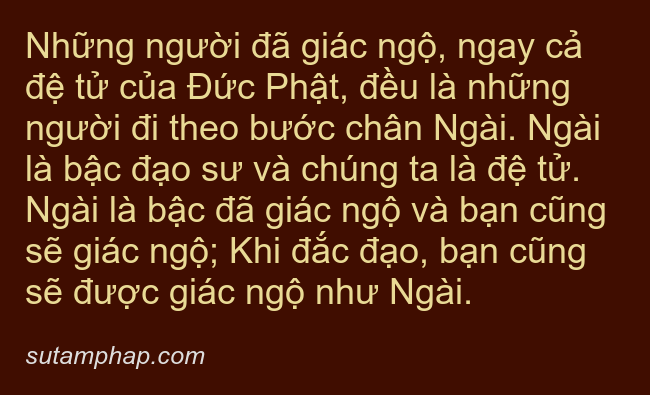 Những người đã giác ngộ, ngay cả
đệ tử của Đức Phật, đều là những
người đi theo bước chân Ngài. Ngài
là bậc đạo sư và chúng ta là đệ tử.
Ngài là bậc đã giác ngộ và bạn cũng
sẽ giác ngộ; Khi đắc đạo, bạn cũng
sẽ được giác ngộ như Ngài.
sutamphap.com